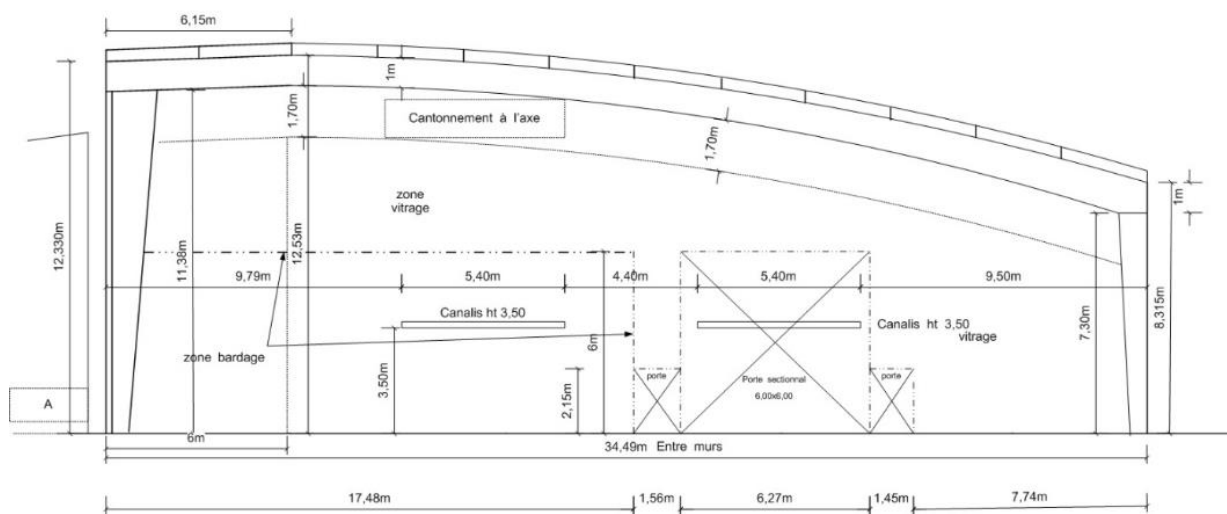 6,15m
1m
1,70m
Cantonnement à l'axe
1,70m
zone
vitrage
12,330m
11,38m
12,53m
1m
9,79m
5,40m
4,40m
5,40m
9,50m
8,315m
7,30m
Canalis ht 3,50
Canalis ht 3,50
vitrage
zone bardage
6m
3,50m
2,15m
porte
Porte sectionnal
6,00x6,00
porte
A
6m
34,49m Entre murs
17,48m
1,56m
6,27m
1,45m
7,74m